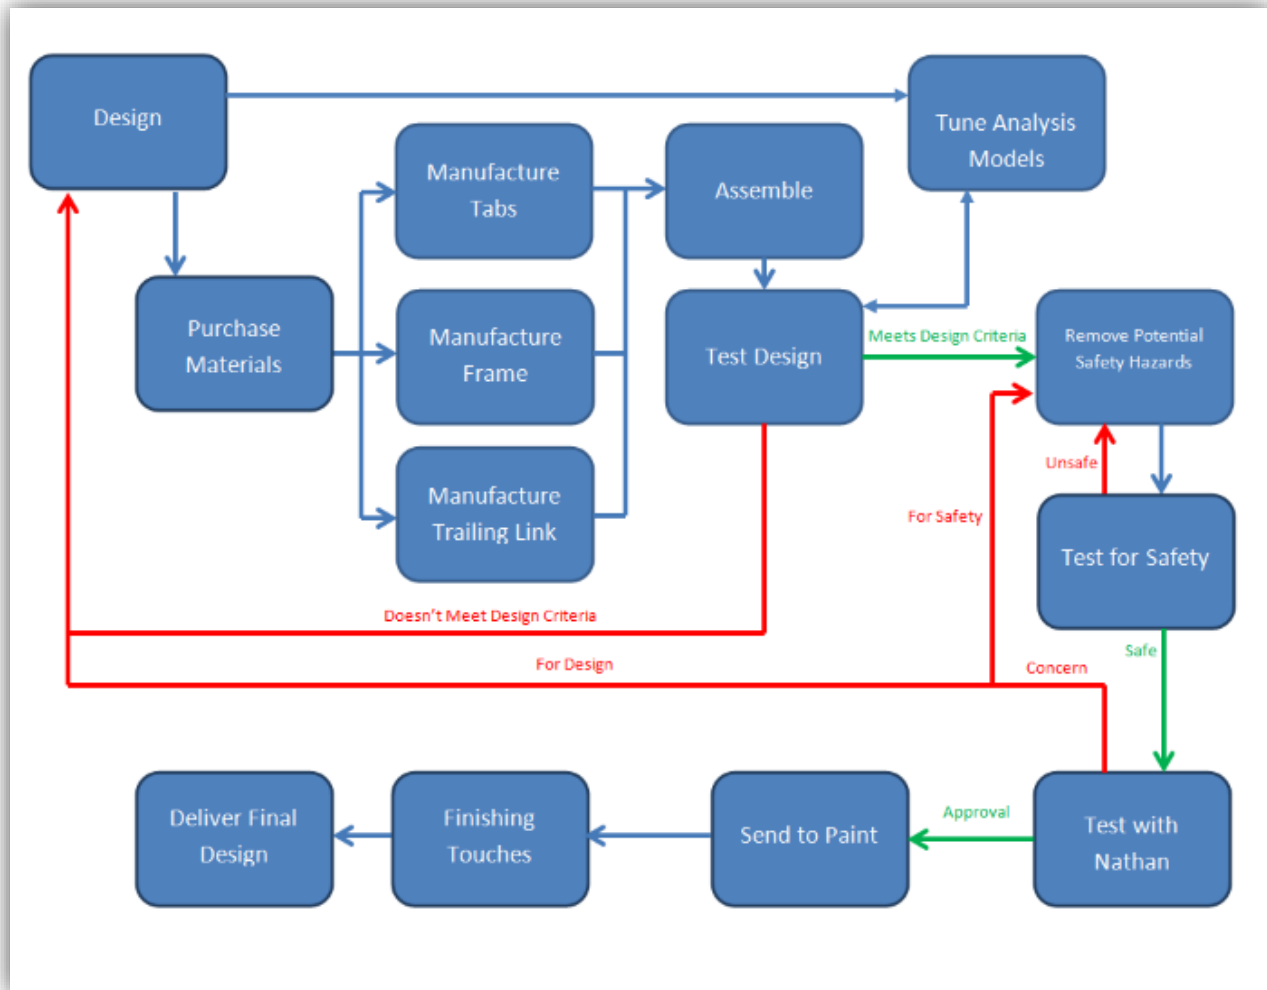 Design
Tune Analysis
Models
Manufacture
Tabs
Assemble
Purchase
Materials
Manufacture
Frame
Test Design
Meets Design Criteria
Remove Potential
Safety Hazards
Manufacture
Trailing Link
Unsafe
For Safety
Test for Safety
Doesn't Meet Design Criteria
Safe
For Design
Concern
Deliver Final
Design
Finishing
Touches
Send to Paint
Approval
Test with
Nathan